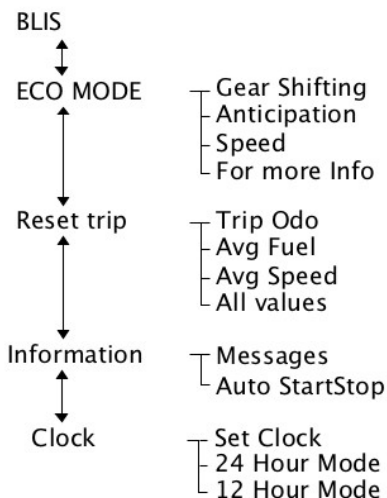 BLIS
ECO MODE
Gear Shifting
Anticipation
Speed
For more Info
Reset trip
Trip Odo
Avg Fuel
Avg Speed
All values
Information
Messages
Auto StartStop
Clock
Set Clock
24 Hour Mode
12 Hour Mode